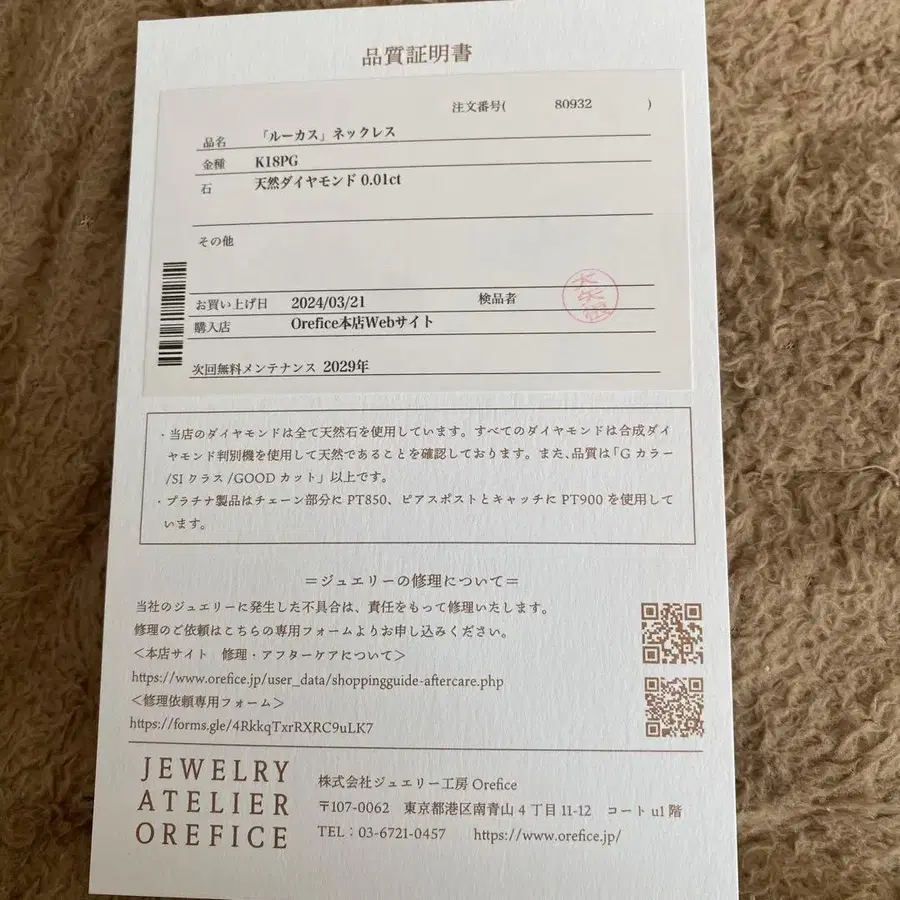 品質証明書
注文番号( 80932 )
品名 「ルーカス」ネックレス
金種 K18PG
石 天然ダイヤモンド 0.01ct
その他
お買い上げ日 2024/03/21 検品者
購入店 Orefice本店Webサイト
次回無料メンテナンス 2029年
・当店のダイヤモンドは全て天然石を使用しています。すべてのダイヤモンドは合成ダイ
ヤモンド判別機を使用して天然であることを確認しております。また、品質は「G カラー
/SI クラス /GOOD カット」以上です。
・プラチナ製品はチェーン部分に PT850、ピアスポストとキャッチに PT900 を使用して
います。
＝ジュエリーの修理について＝
当社のジュエリーに発生した不具合は、責任をもって修理いたします。
修理のご依頼はこちらの専用フォームよりお申し込みください。
＜本店サイト 修理・アフターケアについて＞
https://www.orefice.jp/user_data/shoppingguide-aftercare.php
＜修理依頼専用フォーム＞
https://forms.gle/4RkkqTxrRXRC9uLK7
JEWELRY
ATELIER
OREFICE
株式会社ジュエリー工房 Orefice
〒107-0062 東京都港区南青山 4 丁目 11-12 コート u1 階
TEL：03-6721-0457 https://www.orefice.jp/